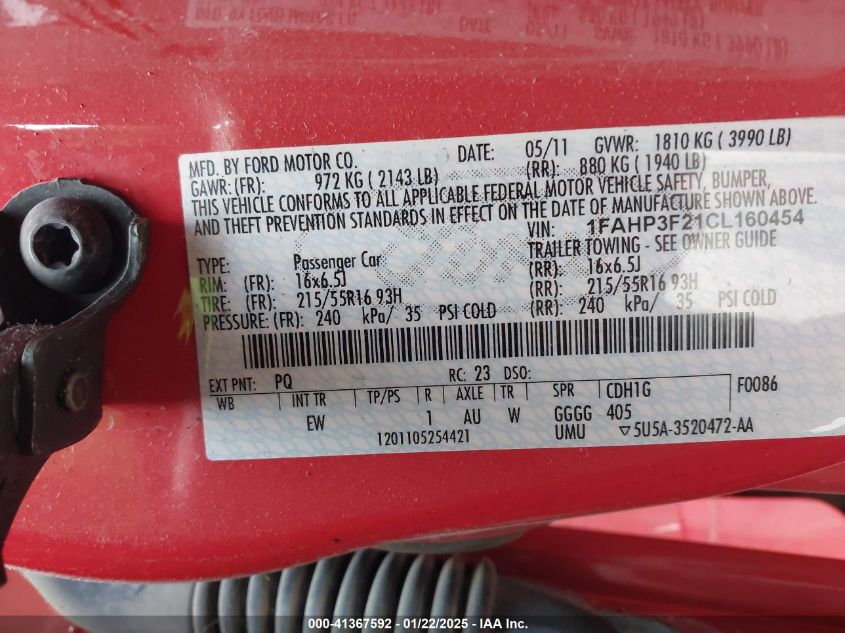 MFD. BY FORD MOTOR CO. DATE: 05/11 GVWR: 1810 KG ( 3990 LB)
GAWR: (FR): 972 KG ( 2143 LB) (RR): 880 KG ( 1940 LB)
THIS VEHICLE CONFORMS TO ALL APPLICABLE FEDERAL MOTOR VEHICLE SAFETY, BUMPER,
AND THEFT PREVENTION STANDARDS IN EFFECT ON THE DATE OF MANUFACTURE SHOWN ABOVE.
VIN: 1FAHP3F21CL160454
TYPE: Passenger Car TRAILER TOWING - SEE OWNER GUIDE
RIM: (FR): 16x6.5J (RR): 16x6.5J
TIRE: (FR): 215/55R16 93H (RR): 215/55R16 93H
PRESSURE: (FR): 240 kPa/ 35 PSI COLD (RR): 240 kPa/ 35 PSI COLD
EXT PNT: PQ RC: 23 DSO:
WB INT TR TP/PS R AXLE TR SPR CDH1G F0086
EW 1 AU W GGGG 405
1201105254421 UMU ▽5U5A-3520472-AA
000-41367592 - 01/22/2025 - IAA Inc.